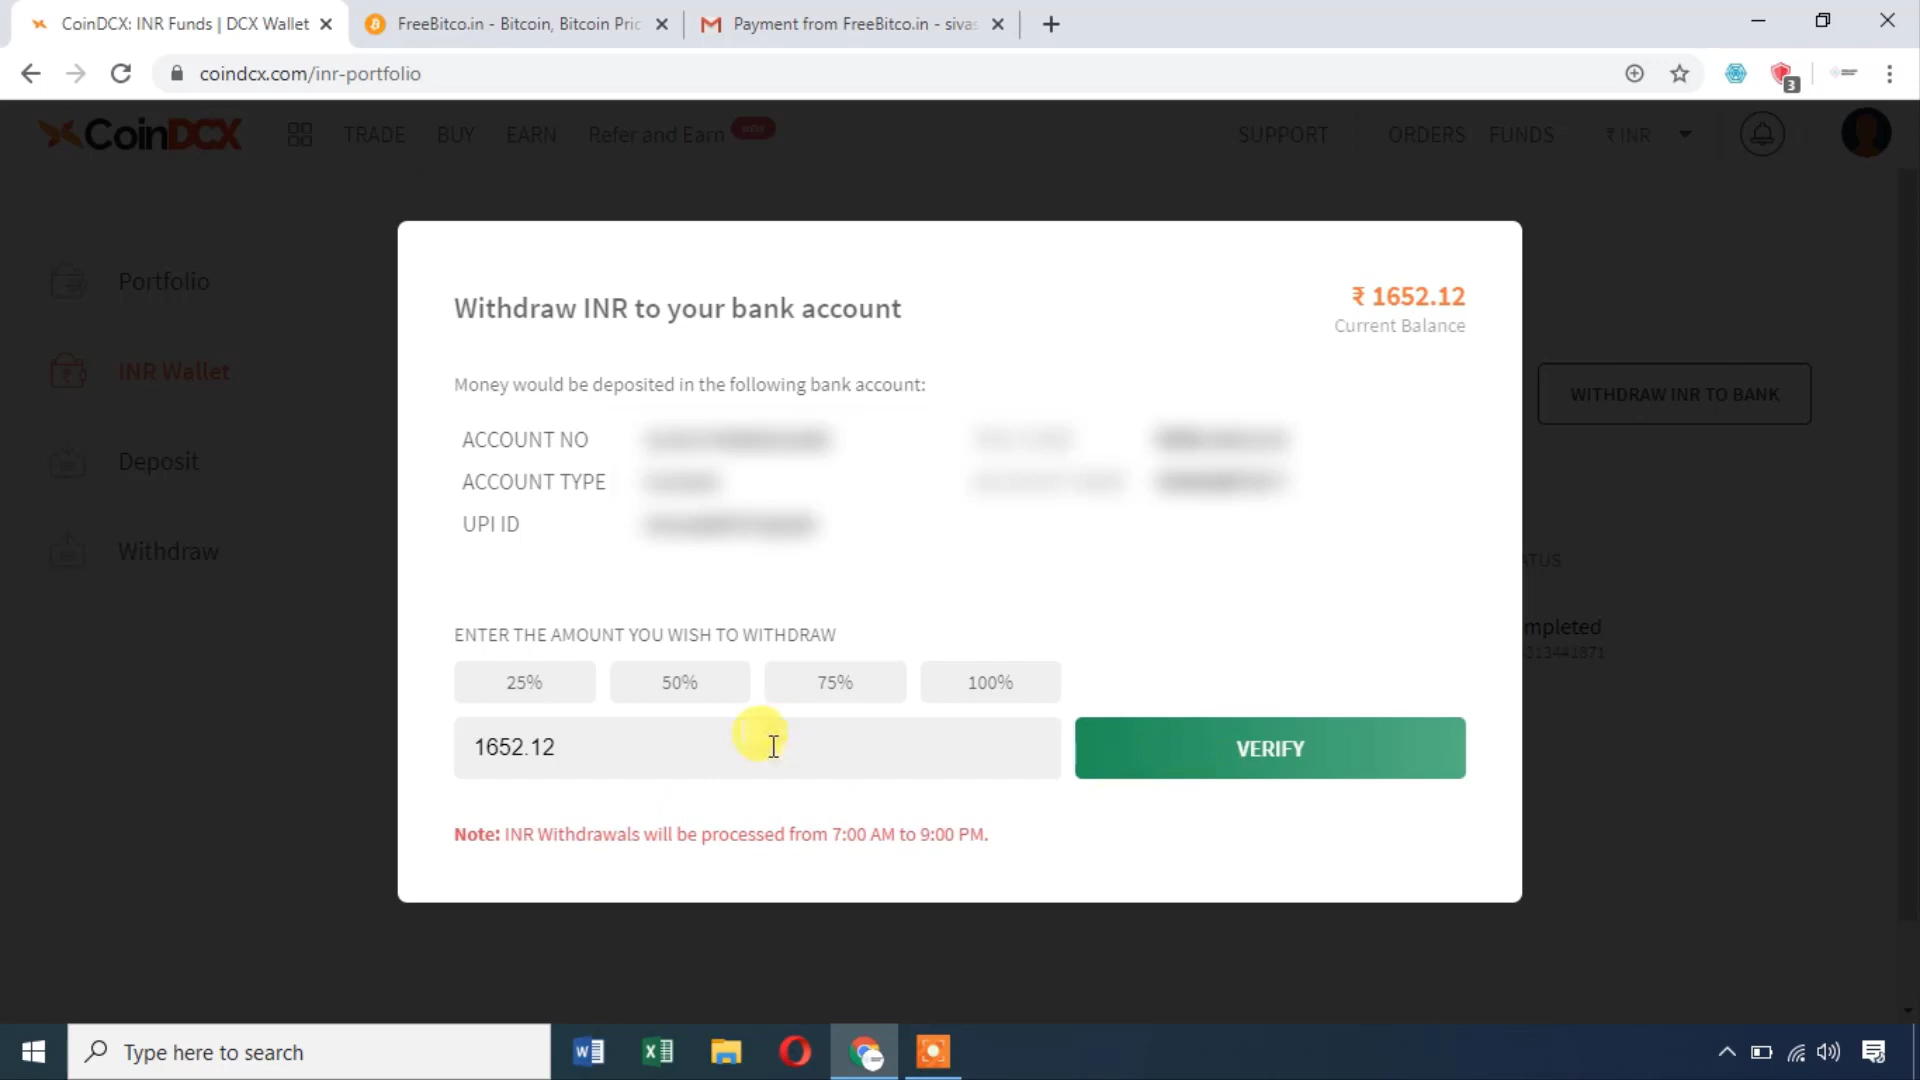 CoinDCX: INR Funds | DCX Wallet
FreeBitco.in - Bitcoin, Bitcoin Pric
Payment from FreeBitco.in - sivas
coindcx.com/inr-portfolio
3
CoinDCX
TRADE
BUY
EARN
Refer and Earn
NEW
SUPPORT
ORDERS
FUNDS
₹ INR
Portfolio
INR Wallet
Deposit
Withdraw
WITHDRAW INR TO BANK
ATUS
mpleted
313441871
Withdraw INR to your bank account
₹ 1652.12
Current Balance
Money would be deposited in the following bank account:
ACCOUNT NO
ACCOUNT TYPE
UPI ID
ENTER THE AMOUNT YOU WISH TO WITHDRAW
25%
50%
75%
100%
1652.12
VERIFY
Note: INR Withdrawals will be processed from 7:00 AM to 9:00 PM.
Type here to search